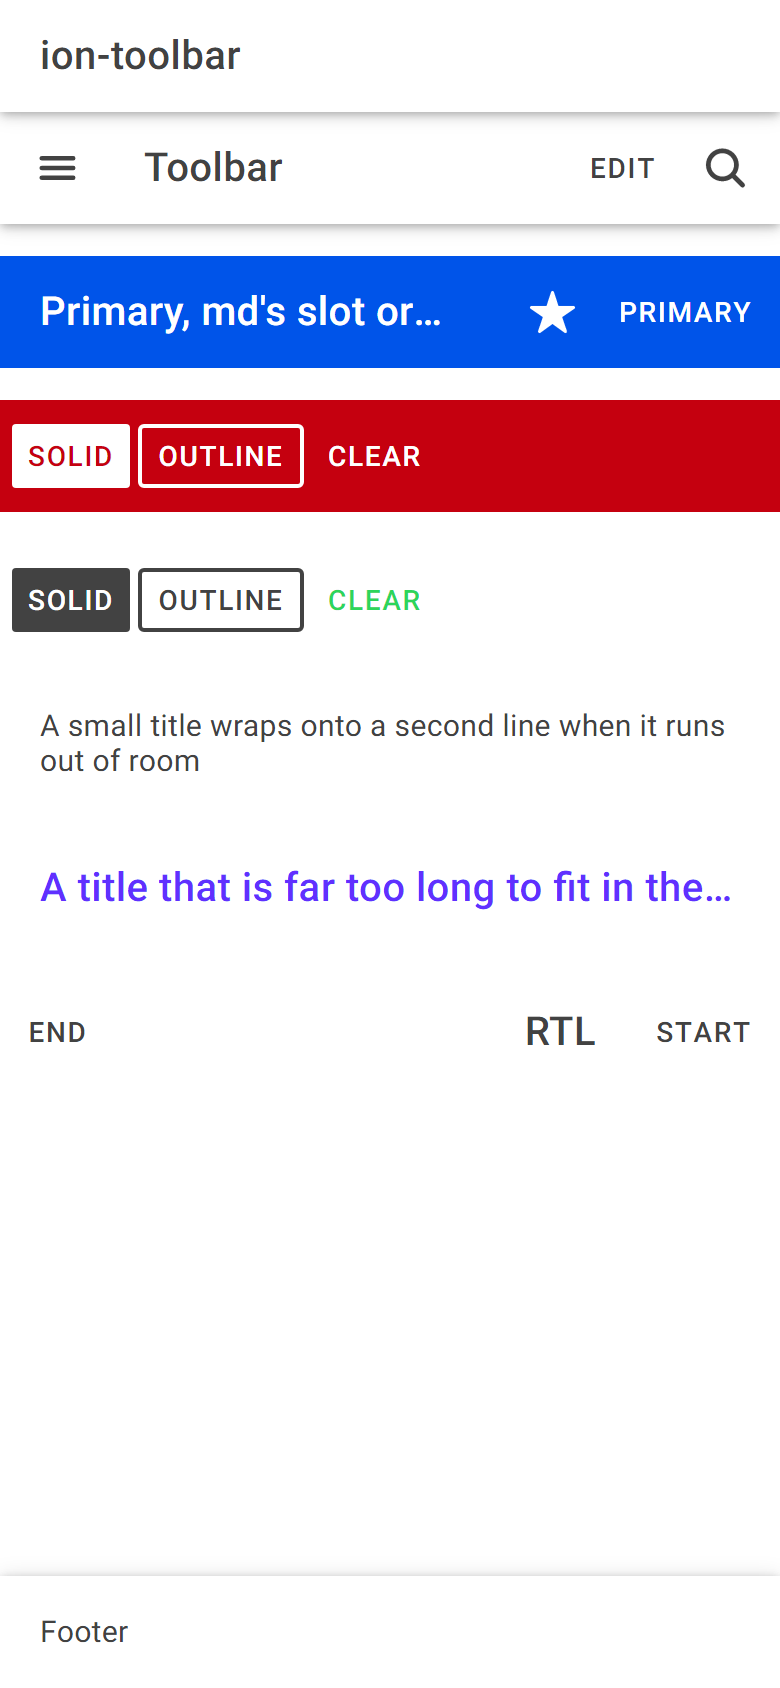 ion-toolbar
Toolbar EDIT
Primary, md's slot or... PRIMARY
SOLID OUTLINE CLEAR
SOLID OUTLINE CLEAR
A small title wraps onto a second line when it runs
out of room
A title that is far too long to fit in the...
END RTL START
Footer